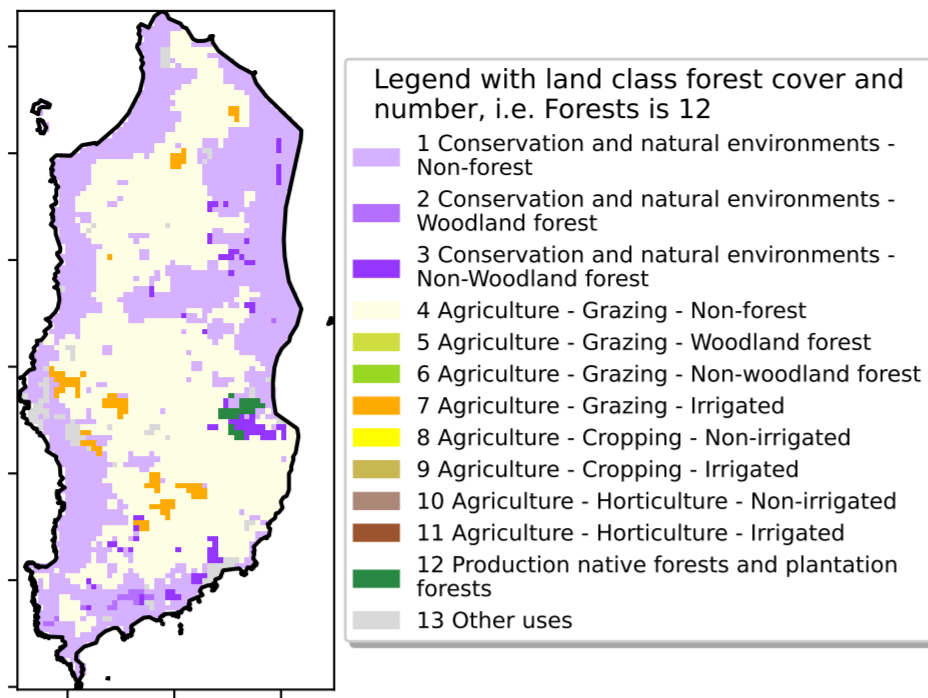 Legend with land class forest cover and
number, i.e. Forests is 12
1 Conservation and natural environments -
Non-forest
2 Conservation and natural environments -
Woodland forest
3 Conservation and natural environments -
Non-Woodland forest
4 Agriculture - Grazing - Non-forest
5 Agriculture - Grazing - Woodland forest
6 Agriculture - Grazing - Non-woodland forest
7 Agriculture - Grazing - Irrigated
8 Agriculture - Cropping - Non-irrigated
9 Agriculture - Cropping - Irrigated
10 Agriculture - Horticulture - Non-irrigated
11 Agriculture - Horticulture - Irrigated
12 Production native forests and plantation
forests
13 Other uses